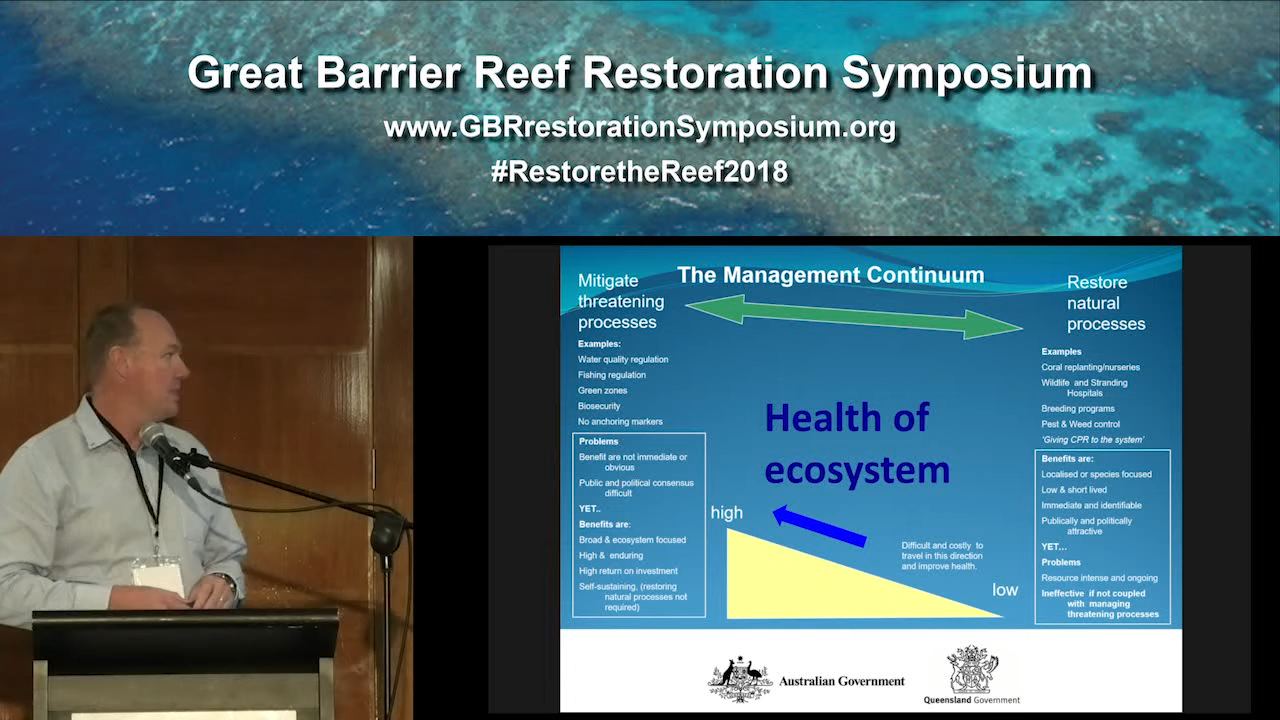 Great Barrier Reef Restoration Symposium
www.GBRrestorationSymposium.org
#RestoretheReef2018
The Management Continuum
Mitigate
threatening
processes
Examples:
Water quality regulation
Fishing regulation
Green zones
Biosecurity
No anchoring markers
Problems
Benefit are not immediate or
obvious
Public and political consensus
difficult
YET..
Benefits are:
Broad & ecosystem focused
High & enduring
High return on investment
Self-sustaining, (restoring
natural processes not
required)
Health of
ecosystem
high
Difficult and costly to
travel in this direction
and improve health.
low
Restore
natural
processes
Examples
Coral replanting/nurseries
Wildlife and Stranding
Hospitals
Breeding programs
Pest & Weed control
'Giving CPR to the system'
Benefits are:
Localised or species focused
Low & short lived
Immediate and identifiable
Publically and politically
attractive
YET...
Problems
Resource intense and ongoing
Ineffective if not coupled
with managing
threatening processes
Australian Government
Queensland Government